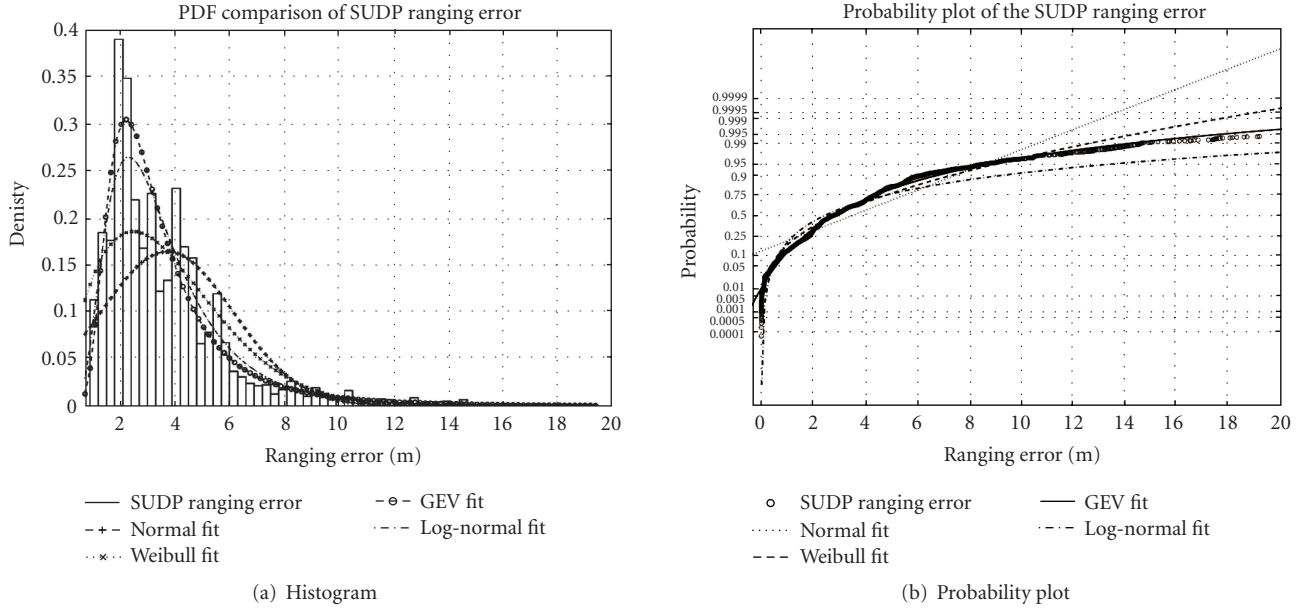 PDF comparison of SUDP ranging error
0.4
0.35
0.3
0.25
0.2
0.15
0.1
0.05
0
Denisty
2 4 6 8 10 12 14 16 18 20
Ranging error (m)
SUDP ranging error
Normal fit
Weibull fit
GEV fit
Log-normal fit
(a) Histogram
Probability plot of the SUDP ranging error
0.9999
0.9995
0.999
0.995
0.99
0.95
0.9
0.75
0.5
0.25
0.1
0.05
0.01
0.005
0.001
0.0005
0.0001
Probability
0 2 4 6 8 10 12 14 16 18 20
Ranging error (m)
SUDP ranging error
Normal fit
Weibull fit
GEV fit
Log-normal fit
(b) Probability plot